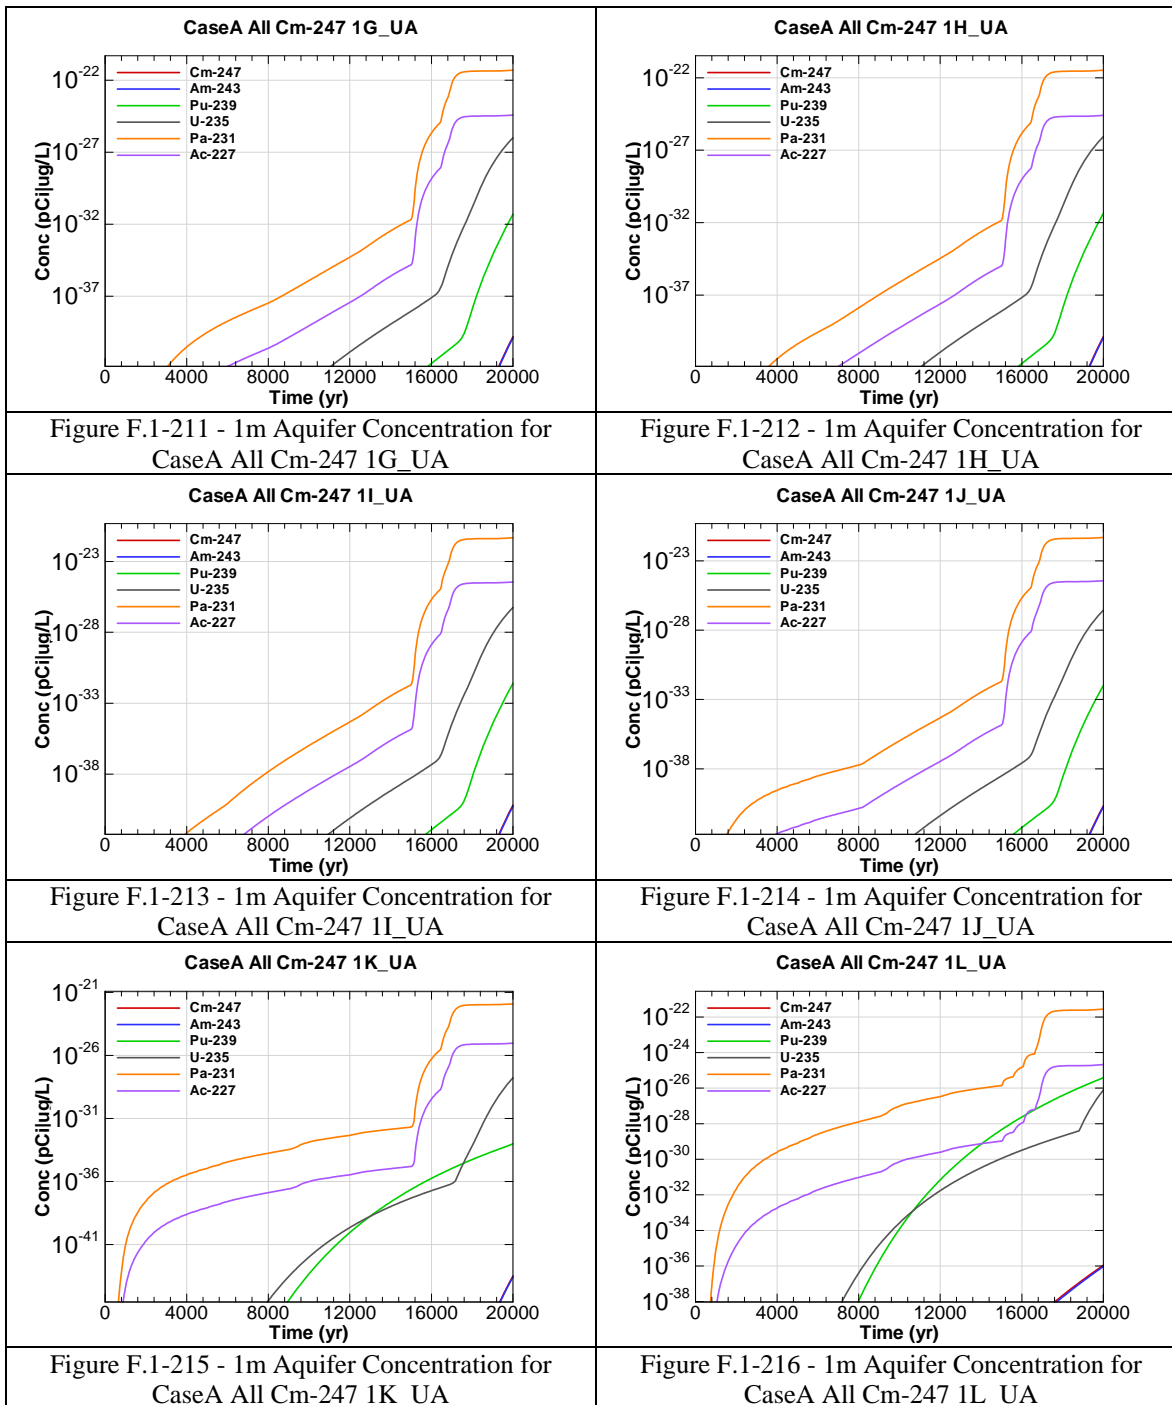 CaseA All Cm-247 1G_UA
Conc (pCi|ug/L)
10-22
10-27
10-32
10-37
Cm-247
Am-243
Pu-239
U-235
Pa-231
Ac-227
0 4000 8000 12000 16000 20000
Time (yr)
Figure F.1-211 - 1m Aquifer Concentration for
CaseA All Cm-247 1G_UA
CaseA All Cm-247 1H_UA
Conc (pCi|ug/L)
10-22
10-27
10-32
10-37
Cm-247
Am-243
Pu-239
U-235
Pa-231
Ac-227
0 4000 8000 12000 16000 20000
Time (yr)
Figure F.1-212 - 1m Aquifer Concentration for
CaseA All Cm-247 1H_UA
CaseA All Cm-247 1I_UA
Conc (pCi|ug/L)
10-23
10-28
10-33
10-38
Cm-247
Am-243
Pu-239
U-235
Pa-231
Ac-227
0 4000 8000 12000 16000 20000
Time (yr)
Figure F.1-213 - 1m Aquifer Concentration for
CaseA All Cm-247 1I_UA
CaseA All Cm-247 1J_UA
Conc (pCi|ug/L)
10-23
10-28
10-33
10-38
Cm-247
Am-243
Pu-239
U-235
Pa-231
Ac-227
0 4000 8000 12000 16000 20000
Time (yr)
Figure F.1-214 - 1m Aquifer Concentration for
CaseA All Cm-247 1J_UA
CaseA All Cm-247 1K_UA
Conc (pCi|ug/L)
10-21
10-26
10-31
10-36
10-41
Cm-247
Am-243
Pu-239
U-235
Pa-231
Ac-227
0 4000 8000 12000 16000 20000
Time (yr)
Figure F.1-215 - 1m Aquifer Concentration for
CaseA All Cm-247 1K_UA
CaseA All Cm-247 1L_UA
Conc (pCi|ug/L)
10-22
10-24
10-26
10-28
10-30
10-32
10-34
10-36
10-38
Cm-247
Am-243
Pu-239
U-235
Pa-231
Ac-227
0 4000 8000 12000 16000 20000
Time (yr)
Figure F.1-216 - 1m Aquifer Concentration for
CaseA All Cm-247 1L_UA